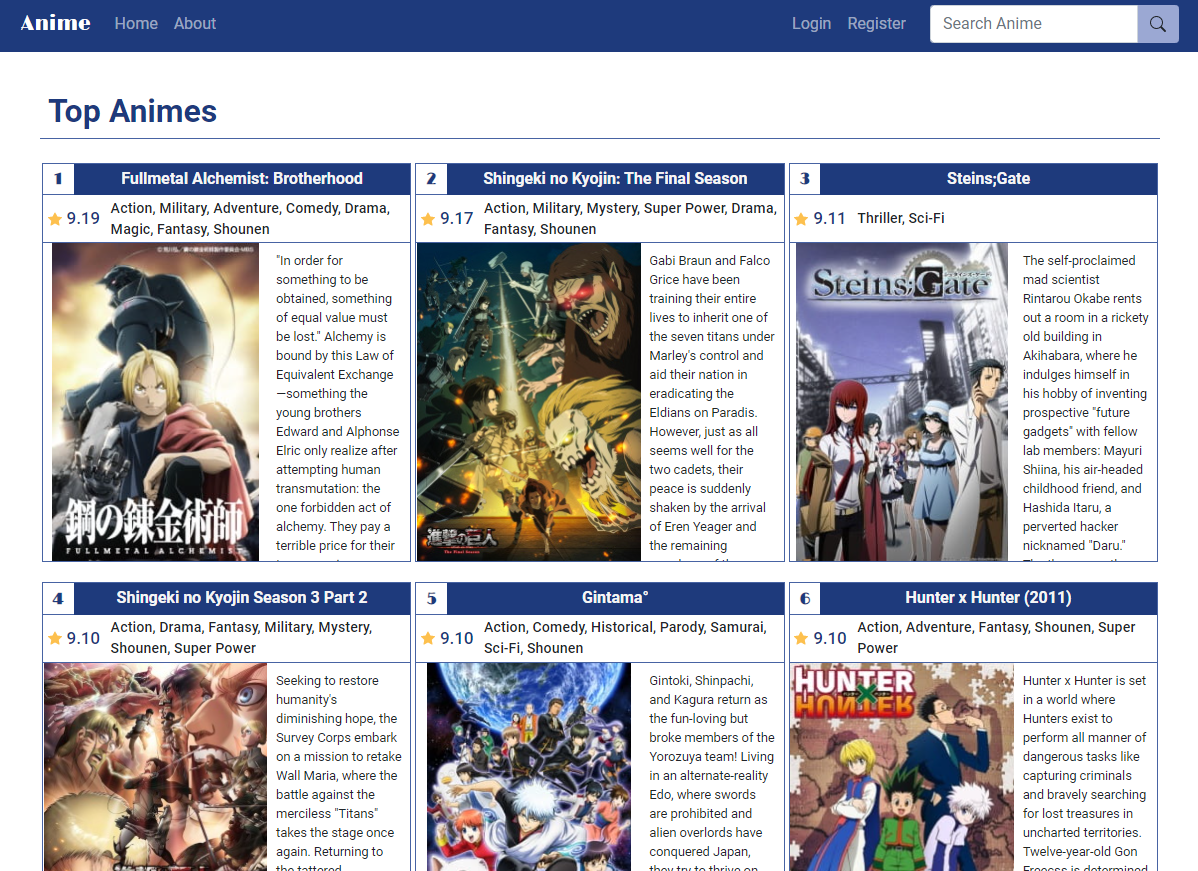 Anime Home About Login Register Search Anime
Top Animes
1 Fullmetal Alchemist: Brotherhood
9.19 Action, Military, Adventure, Comedy, Drama,
Magic, Fantasy, Shounen
鋼の錬金術師
FULLMETAL ALCHEMIST
"In order for
something to be
obtained, something
of equal value must
be lost." Alchemy is
bound by this Law of
Equivalent Exchange
—something the
young brothers
Edward and Alphonse
Elric only realize after
attempting human
transmutation: the
one forbidden act of
alchemy. They pay a
terrible price for their
2 Shingeki no Kyojin: The Final Season
9.17 Action, Military, Mystery, Super Power, Drama,
Fantasy, Shounen
進撃の巨人
The Final Season
Gabi Braun and Falco
Grice have been
training their entire
lives to inherit one of
the seven titans under
Marley's control and
aid their nation in
eradicating the
Eldians on Paradis.
However, just as all
seems well for the
two cadets, their
peace is suddenly
shaken by the arrival
of Eren Yeager and
the remaining
3 Steins;Gate
9.11 Thriller, Sci-Fi
Steins;Gate
The self-proclaimed
mad scientist
Rintarou Okabe rents
out a room in a rickety
old building in
Akihabara, where he
indulges himself in
his hobby of inventing
prospective "future
gadgets" with fellow
lab members: Mayuri
Shiina, his air-headed
childhood friend, and
Hashida Itaru, a
perverted hacker
nicknamed "Daru."
4 Shingeki no Kyojin Season 3 Part 2
9.10 Action, Drama, Fantasy, Military, Mystery,
Shounen, Super Power
Seeking to restore
humanity's
diminishing hope, the
Survey Corps embark
on a mission to retake
Wall Maria, where the
battle against the
merciless "Titans"
takes the stage once
again. Returning to
the tattered
5 Gintama°
9.10 Action, Comedy, Historical, Parody, Samurai,
Sci-Fi, Shounen
Gintoki, Shinpachi,
and Kagura return as
the fun-loving but
broke members of the
Yorozuya team! Living
in an alternate-reality
Edo, where swords
are prohibited and
alien overlords have
conquered Japan,
they try to thrive on
6 Hunter x Hunter (2011)
9.10 Action, Adventure, Fantasy, Shounen, Super
Power
HUNTER
HUNTER
Hunter x Hunter is set
in a world where
Hunters exist to
perform all manner of
dangerous tasks like
capturing criminals
and bravely searching
for lost treasures in
uncharted territories.
Twelve-year-old Gon
Freecss is determined